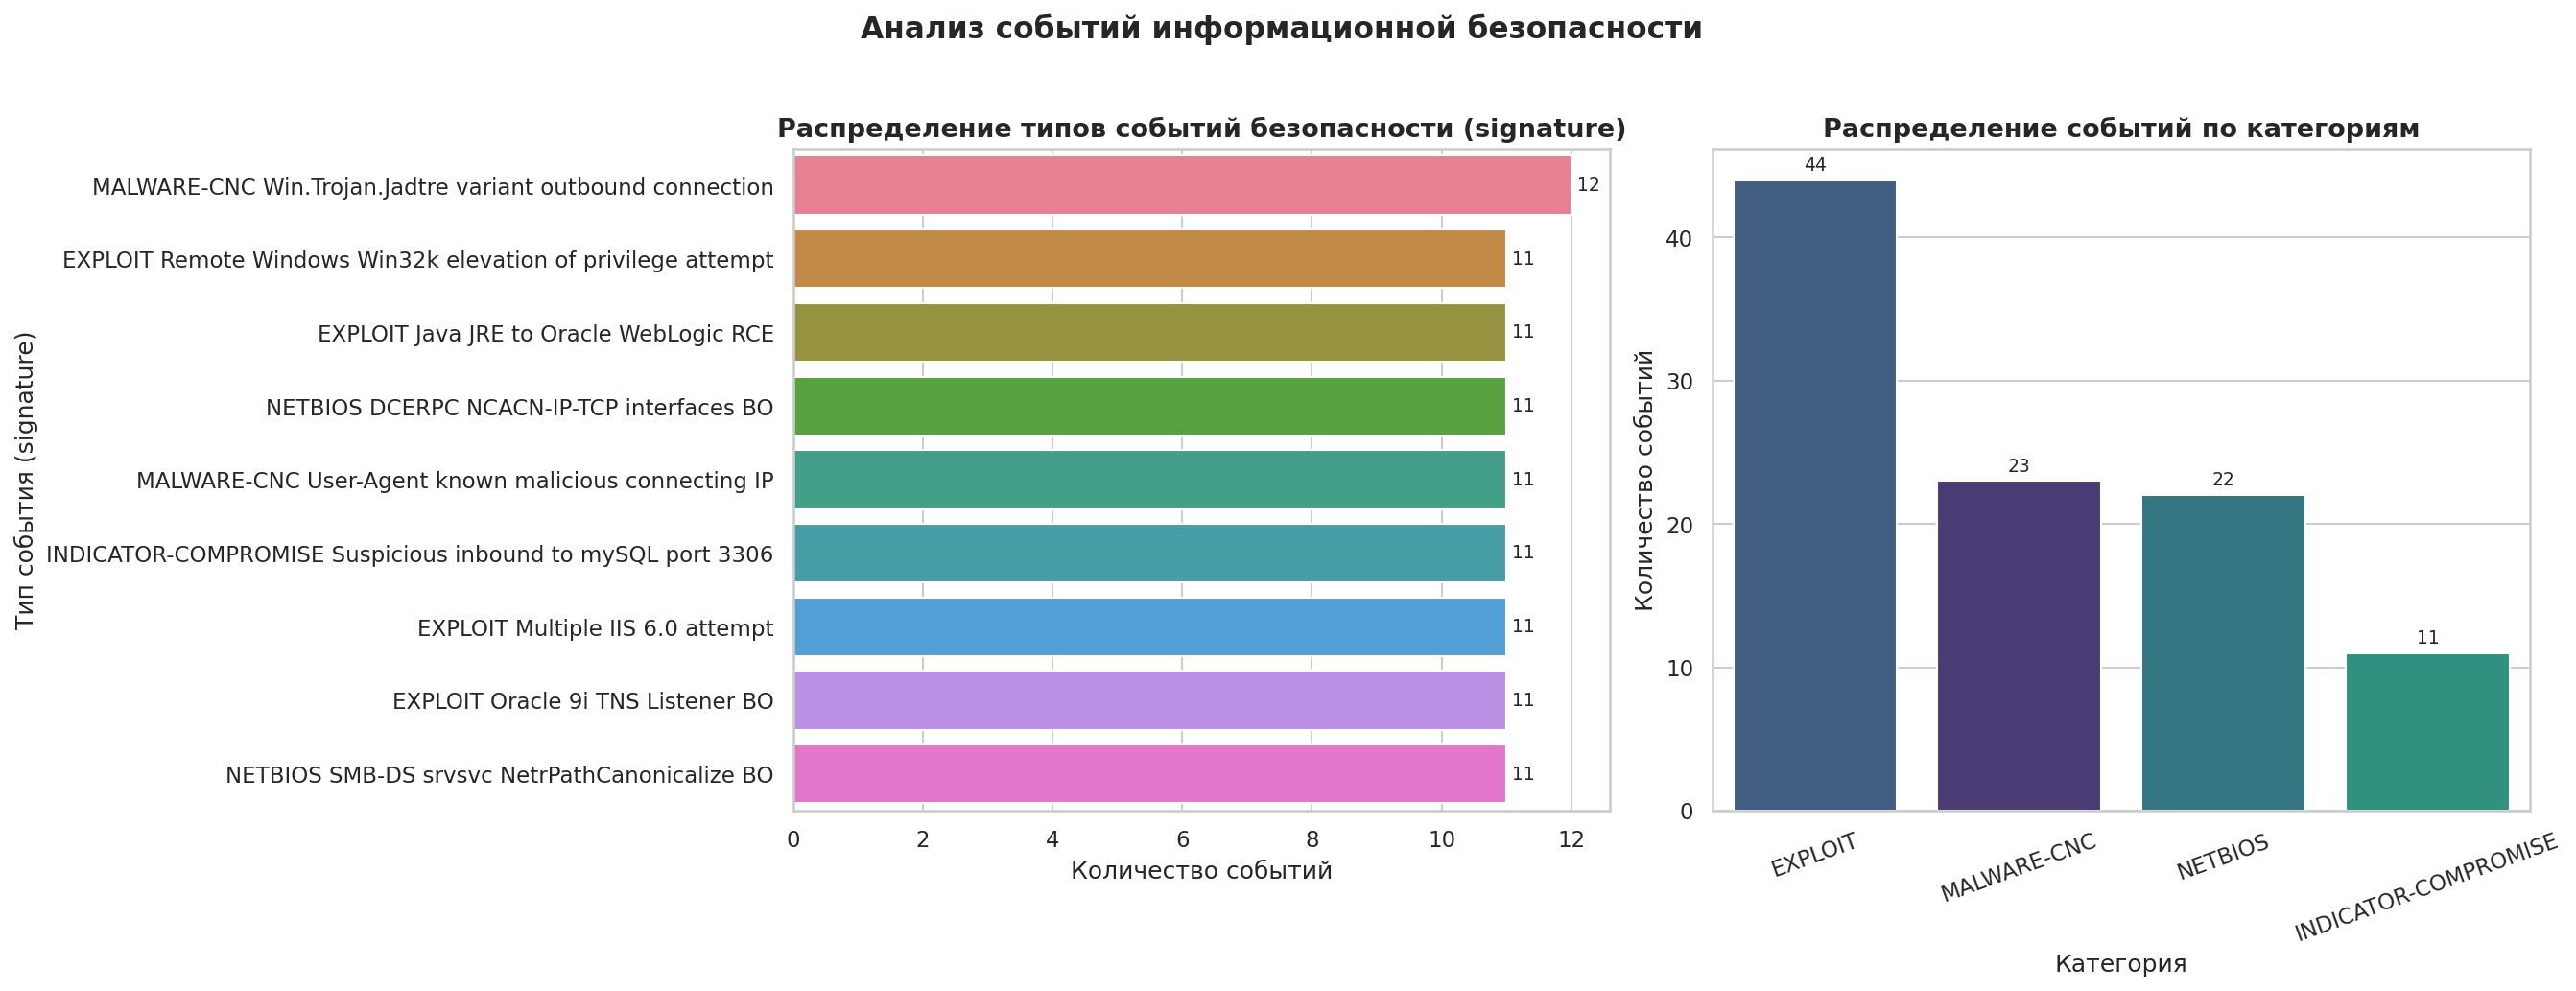 Анализ событий информационной безопасности
Распределение типов событий безопасности (signature)
Тип события (signature)
MALWARE-CNC Win.Trojan.Jadtre variant outbound connection
12
EXPLOIT Remote Windows Win32k elevation of privilege attempt
11
EXPLOIT Java JRE to Oracle WebLogic RCE
11
NETBIOS DCERPC NCACN-IP-TCP interfaces BO
11
MALWARE-CNC User-Agent known malicious connecting IP
11
INDICATOR-COMPROMISE Suspicious inbound to mySQL port 3306
11
EXPLOIT Multiple IIS 6.0 attempt
11
EXPLOIT Oracle 9i TNS Listener BO
11
NETBIOS SMB-DS srvsvc NetrPathCanonicalize BO
11
0 2 4 6 8 10 12
Количество событий
Распределение событий по категориям
Количество событий
40
30
20
10
0
44
23
22
11
EXPLOIT
MALWARE-CNC
NETBIOS
INDICATOR-COMPROMISE
Категория